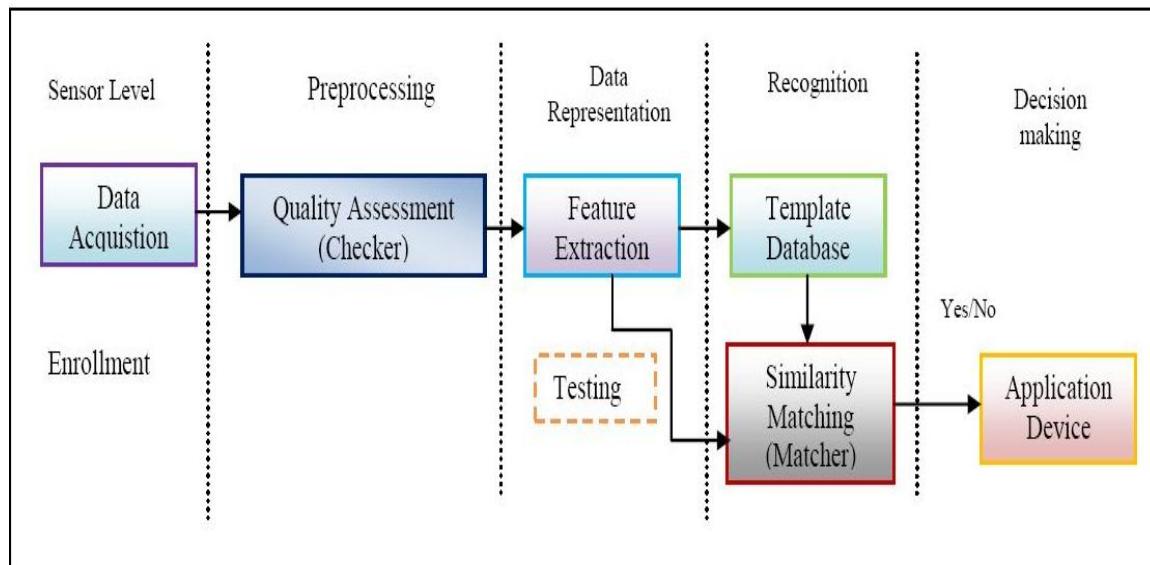 Sensor Level
Preprocessing
Data
Representation
Recognition
Decision
making
Data
Acquistion
Quality Assessment
(Checker)
Feature
Extraction
Template
Database
Yes/No
Enrollment
Testing
Similarity
Matching
(Matcher)
Application
Device